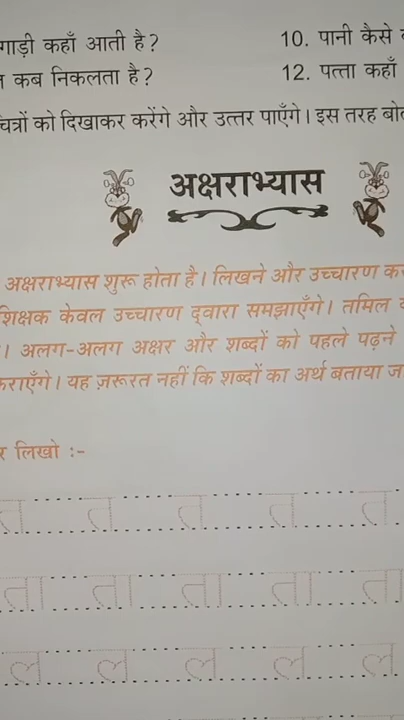 गाड़ी कहाँ आती है? 10. पानी कैसे
कब निकलता है? 12. पत्ता कहाँ
चित्रों को दिखाकर करेंगे और उत्तर पाएँगे। इस तरह
अक्षराभ्यास
अक्षराभ्यास शुरू होता है। लिखने और उच्चारण
शिक्षक केवल उच्चारण द्वारा समझाएँगे। तमिल
। अलग-अलग अक्षर और शब्दों को पहले पढ़ने
कराएँगे। यह ज़रूरत नहीं कि शब्दों का अर्थ बताया
लिखो :-
त त त त त
ता ता ता ता ता
ल ल ल ल ल